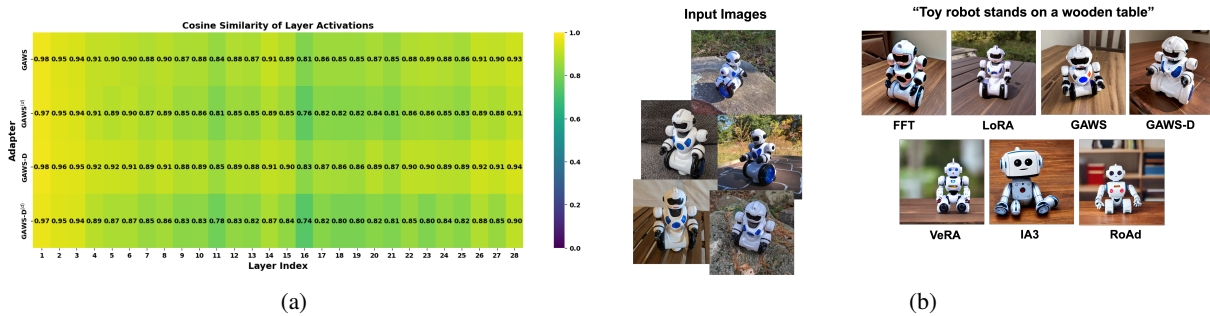 Cosine Similarity of Layer Activations
Adapter
GAWS
0.98 0.95 0.94 0.91 0.90 0.90 0.88 0.90 0.87 0.88 0.84 0.88 0.87 0.91 0.89 0.81 0.86 0.85 0.86 0.88 0.85 0.89 0.88 0.88 0.86 0.91 0.90 0.93
GAWS⁽ᵈ⁾
0.97 0.95 0.94 0.91 0.89 0.90 0.87 0.89 0.85 0.86 0.81 0.85 0.85 0.89 0.85 0.76 0.82 0.82 0.82 0.84 0.81 0.86 0.86 0.85 0.83 0.89 0.88 0.91
GAWS-D
0.98 0.96 0.95 0.92 0.92 0.91 0.89 0.91 0.88 0.89 0.85 0.89 0.87 0.91 0.90 0.83 0.87 0.86 0.86 0.89 0.87 0.90 0.90 0.89 0.89 0.92 0.91 0.94
GAWS-D⁽ᵈ⁾
0.97 0.95 0.94 0.89 0.87 0.87 0.85 0.86 0.83 0.83 0.78 0.83 0.82 0.87 0.84 0.74 0.82 0.80 0.80 0.82 0.81 0.85 0.80 0.84 0.82 0.88 0.85 0.90
1 2 3 4 5 6 7 8 9 10 11 12 13 14 15 16 17 18 19 20 21 22 23 24 25 26 27 28
Layer Index
1.0
0.8
0.6
0.4
0.2
0.0
(a)
Input Images
“Toy robot stands on a wooden table”
FFT LoRA GAWS GAWS-D
VeRA IA3 RoAd
(b)